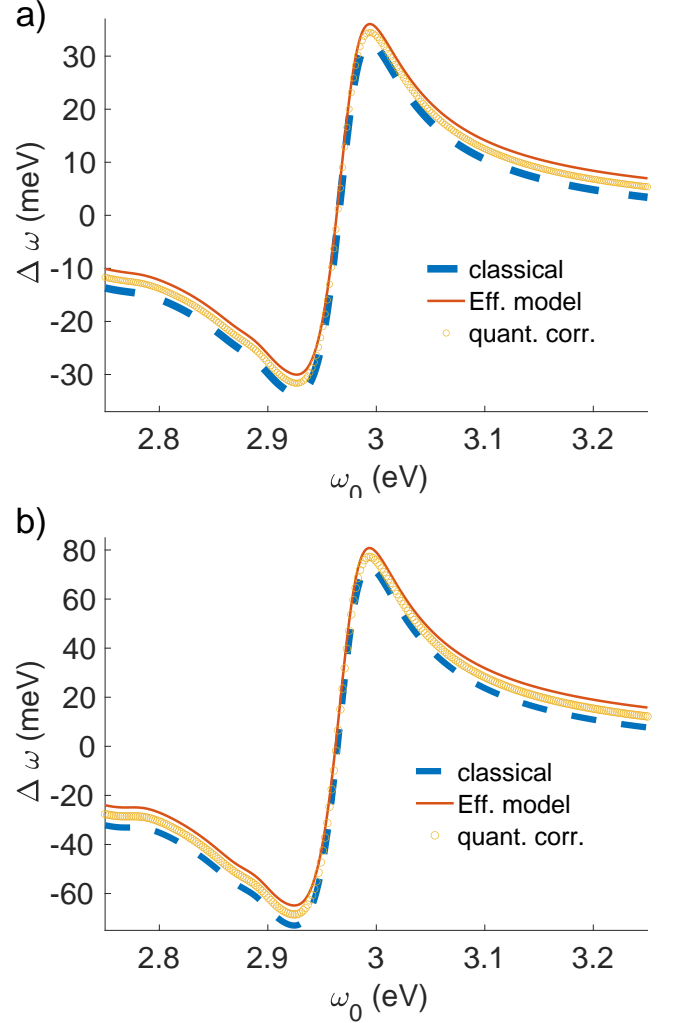 a)
Δ ω (meV)
30
20
10
0
-10
-20
-30
classical
Eff. model
quant. corr.
2.8 2.9 3 3.1 3.2
ω0 (eV)
b)
Δ ω (meV)
80
60
40
20
0
-20
-40
-60
classical
Eff. model
quant. corr.
2.8 2.9 3 3.1 3.2
ω0 (eV)